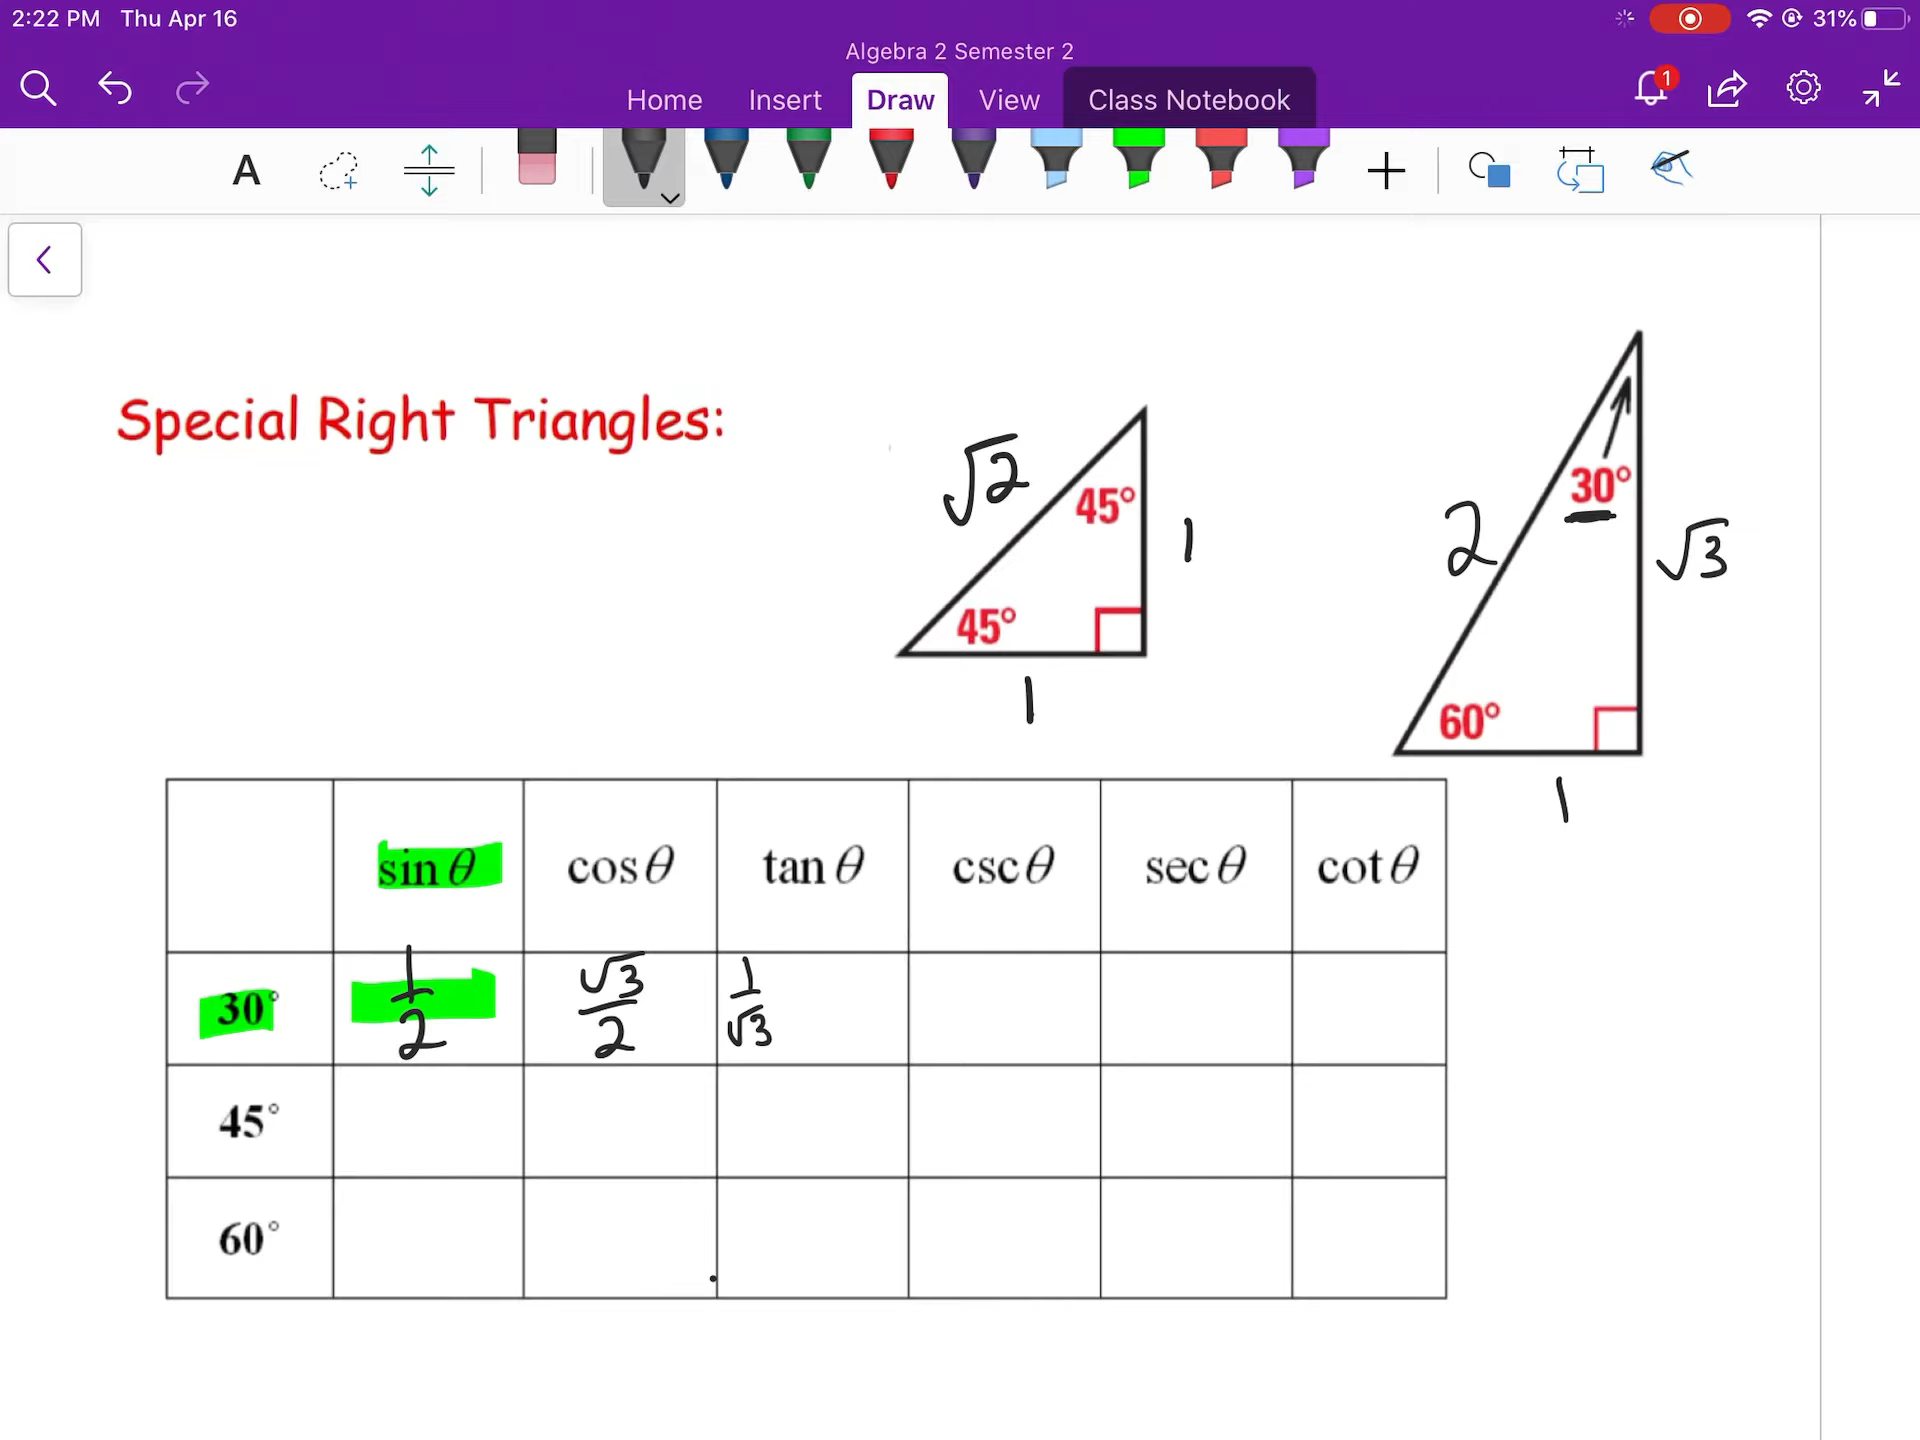 2:22 PM Thu Apr 16
31%
Algebra 2 Semester 2
Home Insert Draw View Class Notebook
1
A
Special Right Triangles:
√2
45°
45°
1
1
2
30°
√3
60°
1
sin θ cos θ tan θ csc θ sec θ cot θ
30° 1/2 √3/2 1/√3
45°
60°